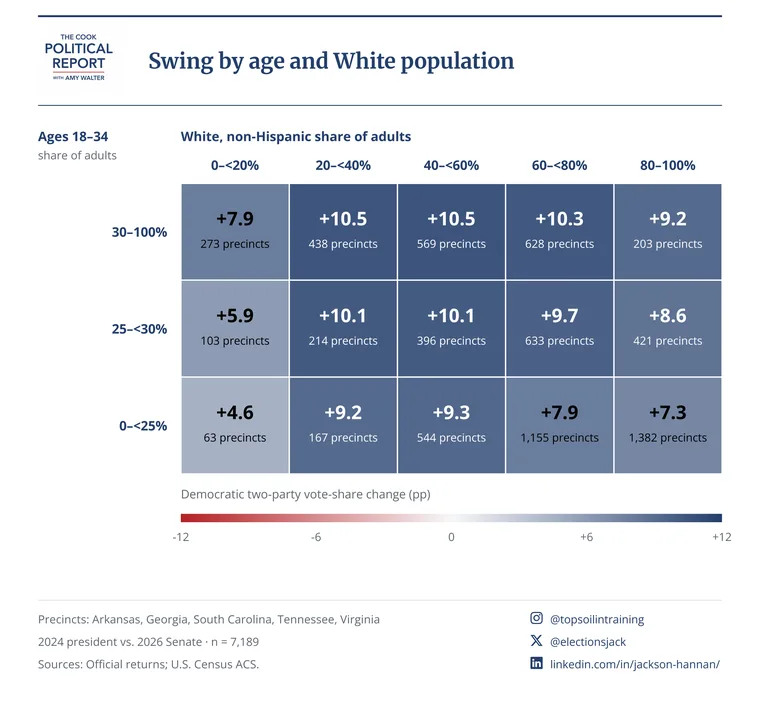 THE COOK
POLITICAL
REPORT
WITH AMY WALTER
Swing by age and White population
Ages 18–34
share of adults
White, non-Hispanic share of adults
0–<20% 20–<40% 40–<60% 60–<80% 80–100%
30–100%
+7.9 +10.5 +10.5 +10.3 +9.2
273 precincts 438 precincts 569 precincts 628 precincts 203 precincts
25–<30%
+5.9 +10.1 +10.1 +9.7 +8.6
103 precincts 214 precincts 396 precincts 633 precincts 421 precincts
0–<25%
+4.6 +9.2 +9.3 +7.9 +7.3
63 precincts 167 precincts 544 precincts 1,155 precincts 1,382 precincts
Democratic two-party vote-share change (pp)
-12 -6 0 +6 +12
Precincts: Arkansas, Georgia, South Carolina, Tennessee, Virginia
2024 president vs. 2026 Senate · n = 7,189
Sources: Official returns; U.S. Census ACS.
@topsoilintraining
@electionsjack
linkedin.com/in/jackson-hannan/